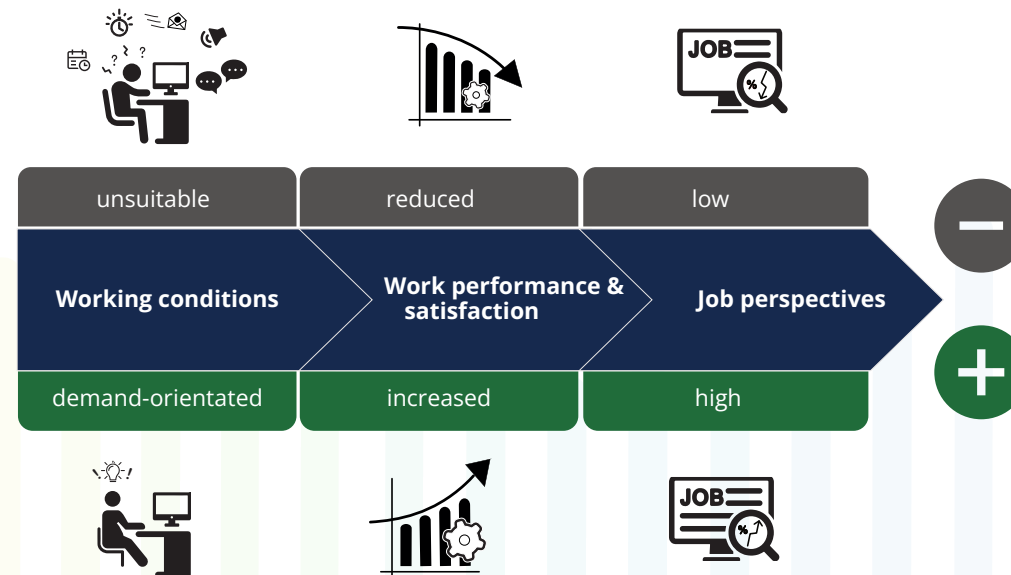 ? ?
JOB
%
unsuitable
reduced
low
Working conditions
Work performance &
satisfaction
Job perspectives
demand-orientated
increased
high
! !
JOB
%